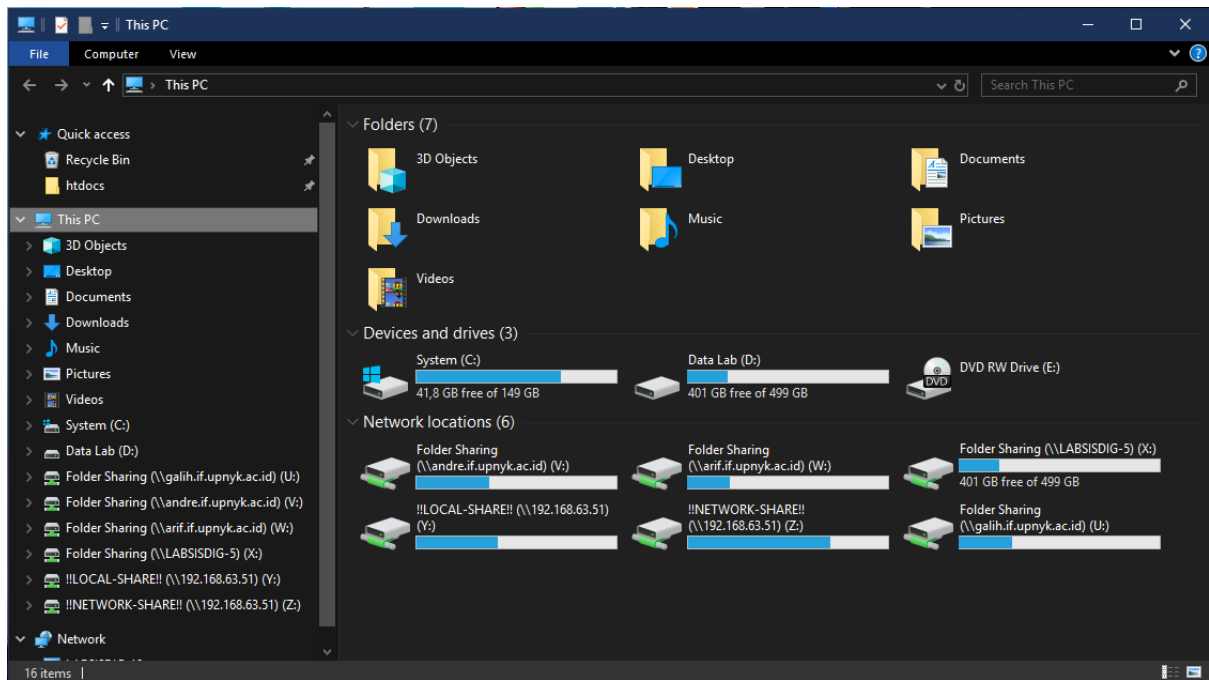 This PC
File Computer View
This PC
Search This PC
Quick access
Recycle Bin
htdocs
This PC
3D Objects
Desktop
Documents
Downloads
Music
Pictures
Videos
System (C:)
Data Lab (D:)
Folder Sharing (\\galih.if.upnyk.ac.id) (U:)
Folder Sharing (\\andre.if.upnyk.ac.id) (V:)
Folder Sharing (\\arif.if.upnyk.ac.id) (W:)
Folder Sharing (\\LABSISDIG-5) (X:)
!!LOCAL-SHARE!! (\\192.168.63.51) (Y:)
!!NETWORK-SHARE!! (\\192.168.63.51) (Z:)
Network
Folders (7)
3D Objects
Desktop
Documents
Downloads
Music
Pictures
Videos
Devices and drives (3)
System (C:)
41,8 GB free of 149 GB
Data Lab (D:)
401 GB free of 499 GB
DVD RW Drive (E:)
DVD
Network locations (6)
Folder Sharing
(\\andre.if.upnyk.ac.id) (V:)
Folder Sharing
(\\arif.if.upnyk.ac.id) (W:)
Folder Sharing (\\LABSISDIG-5) (X:)
401 GB free of 499 GB
!!LOCAL-SHARE!! (\\192.168.63.51)
(Y:)
!!NETWORK-SHARE!!
(\\192.168.63.51) (Z:)
Folder Sharing
(\\galih.if.upnyk.ac.id) (U:)
16 items